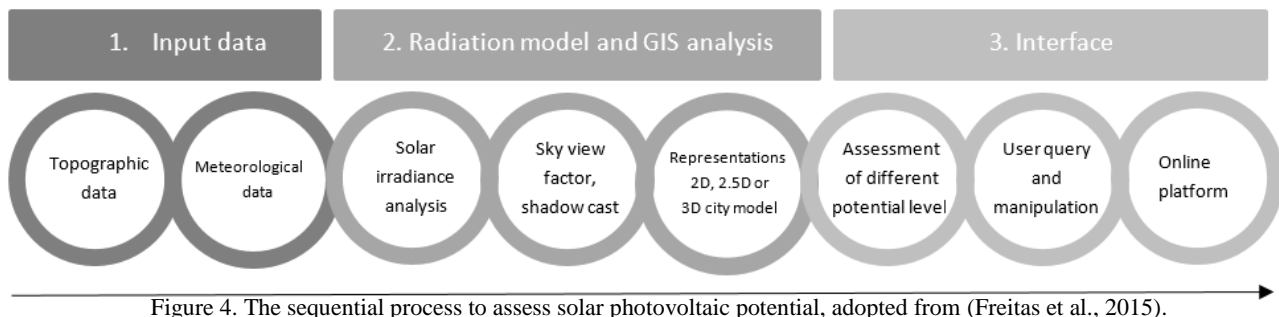 1. Input data
2. Radiation model and GIS analysis
3. Interface
Topographic
data
Meteorological
data
Solar
irradiance
analysis
Sky view
factor,
shadow cast
Representations
2D, 2.5D or
3D city model
Assessment
of different
potential level
User query
and
manipulation
Online
platform
Figure 4. The sequential process to assess solar photovoltaic potential, adopted from (Freitas et al., 2015).